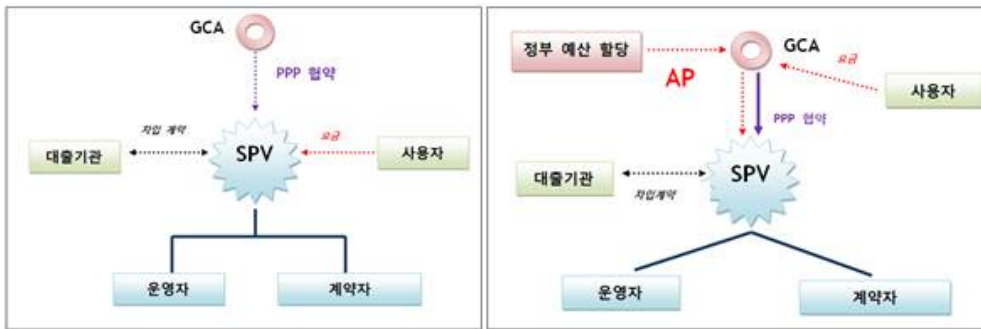 GCA
PPP 협약
차입 계약
대출기관
SPV
요금
사용자
운영자
계약자
정부 예산 할당
GCA
요금
AP
사용자
PPP 협약
대출기관
SPV
차입계약
운영자
계약자